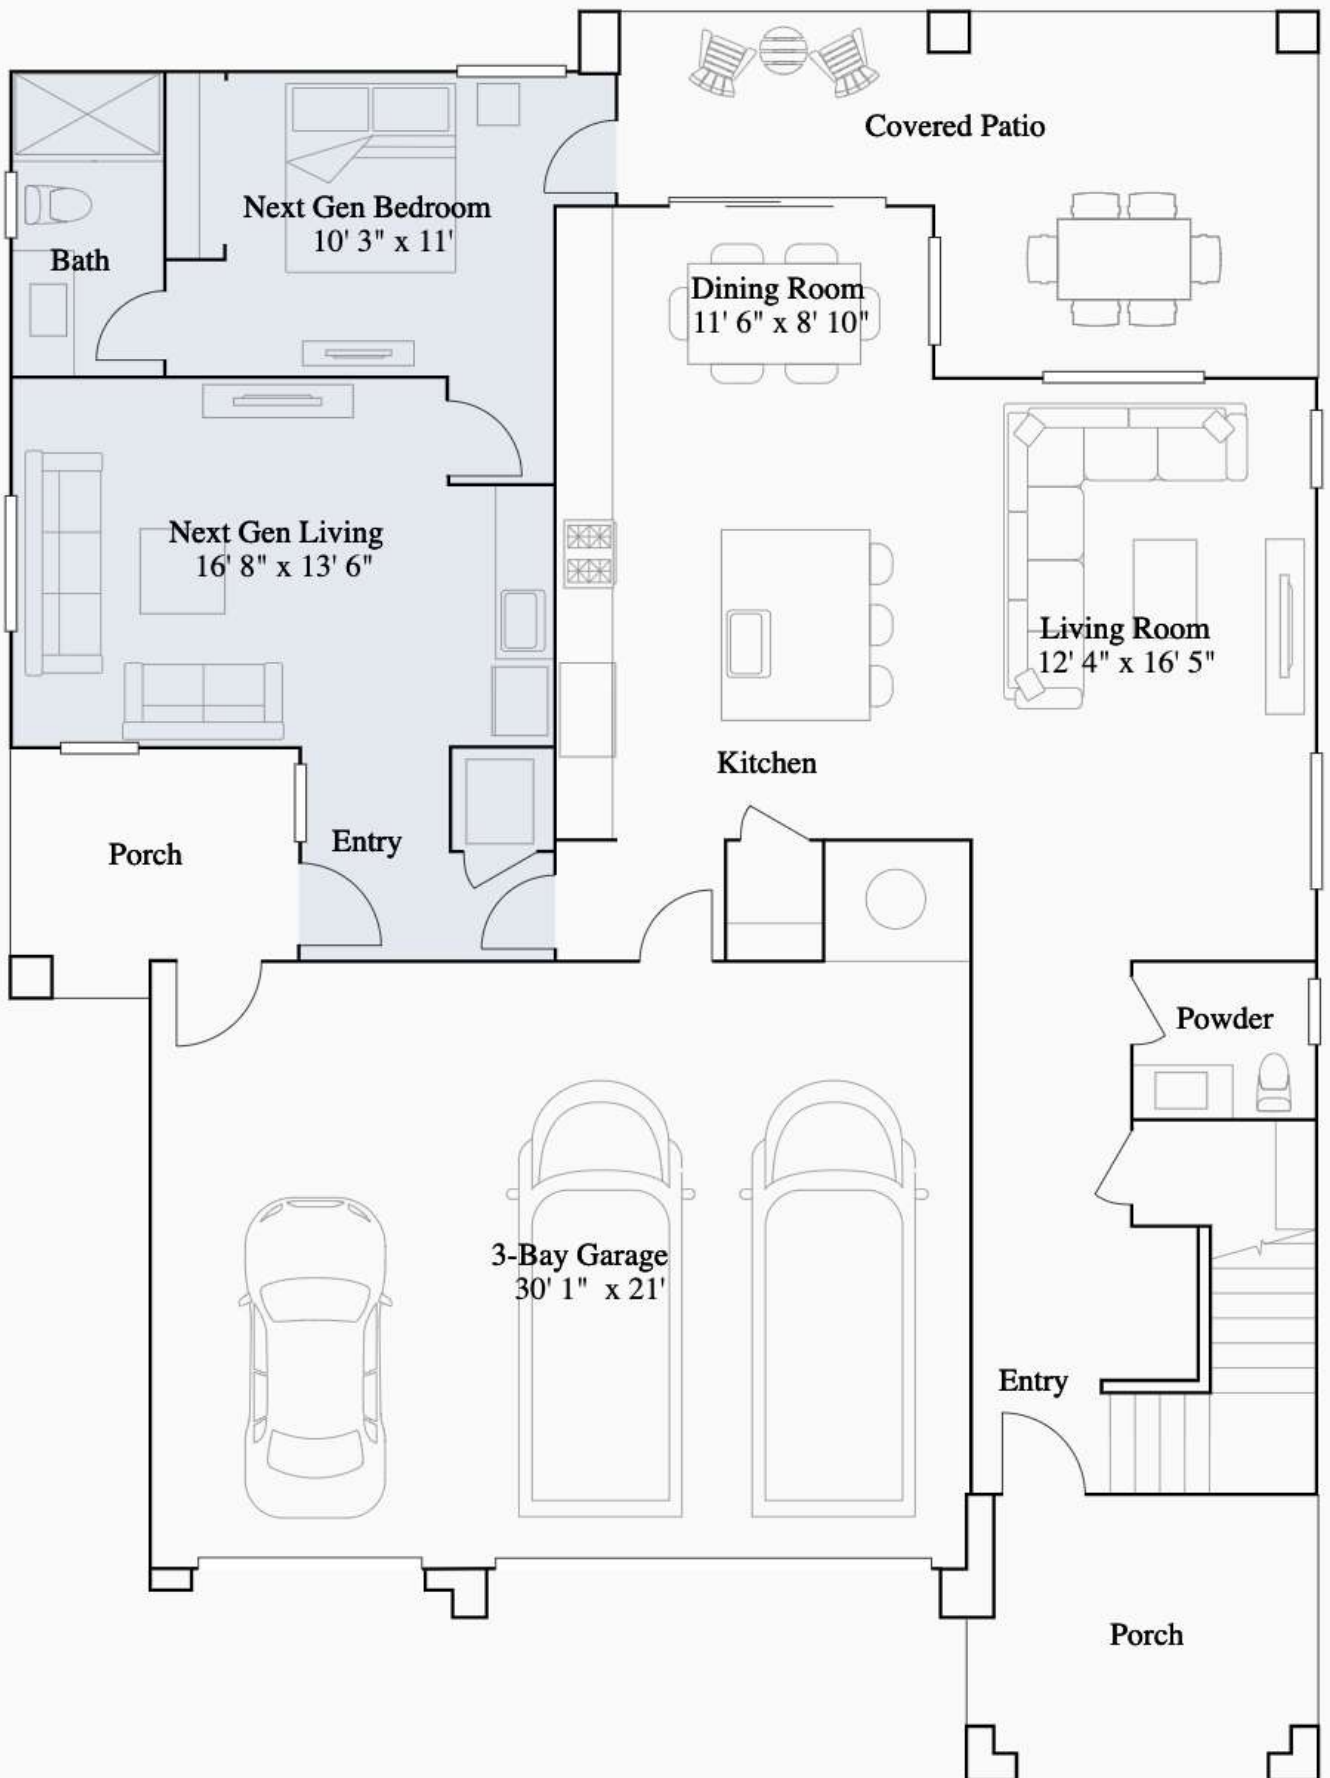 Covered Patio
Next Gen Bedroom
10' 3" x 11'
Bath
Dining Room
11' 6" x 8' 10"
Next Gen Living
16' 8" x 13' 6"
Living Room
12' 4" x 16' 5"
Kitchen
Porch
Entry
Powder
3-Bay Garage
30' 1" x 21'
Entry
Porch